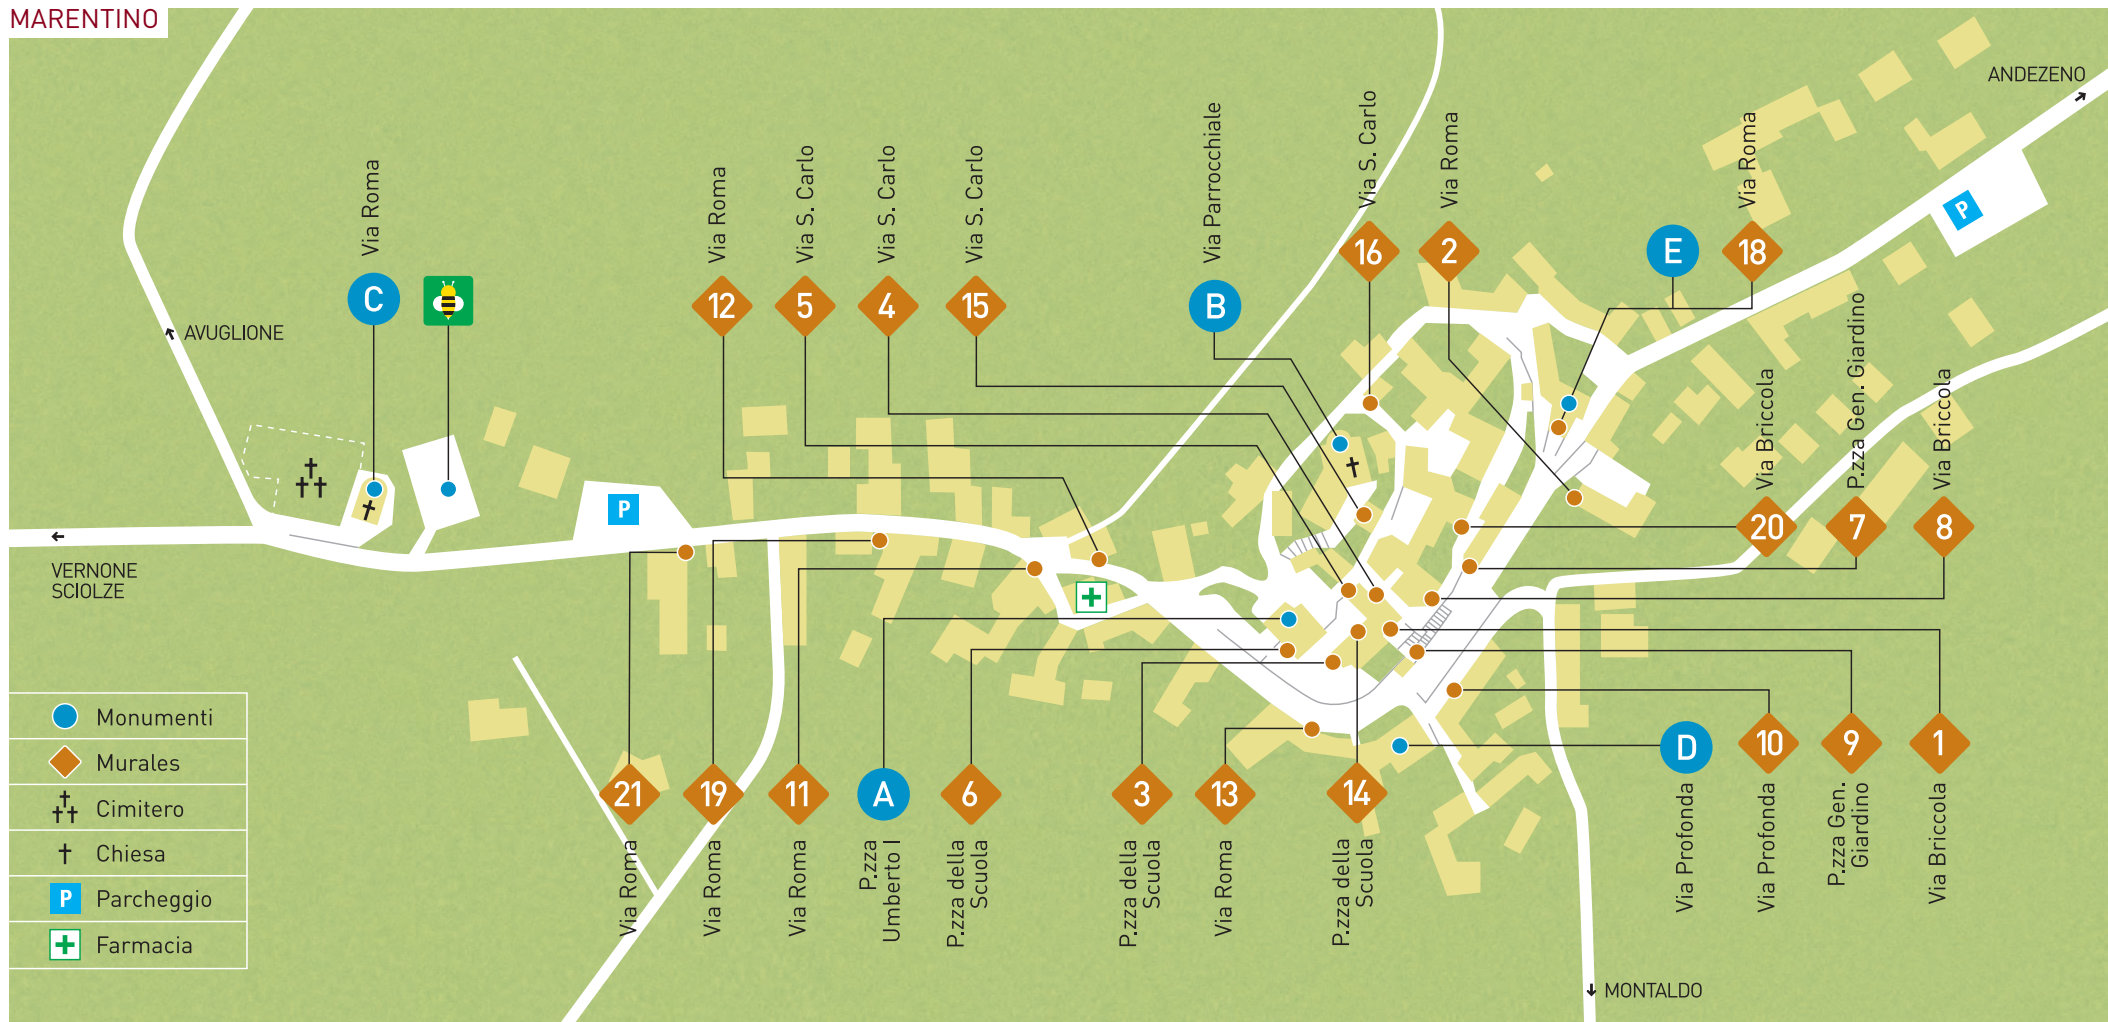 MARENTINO
ANDEZENO
AVUGLIONE
VERNONE
SCIOLZE
MONTALDO
Via Roma
C
Via Roma
12
Via S. Carlo
5
Via S. Carlo
4
Via S. Carlo
15
Via Parrocchiale
B
Via S. Carlo
16
Via Roma
2
E
Via Roma
18
P
Via Briccola
20
P.zza Gen. Giardino
7
Via Briccola
8
P
21
Via Roma
19
Via Roma
11
Via Roma
A
P.zza
Umberto I
6
P.zza della
Scuola
3
P.zza della
Scuola
13
Via Roma
14
P.zza della
Scuola
D
Via Profonda
10
Via Profonda
9
P.zza Gen.
Giardino
1
Via Briccola
Monumenti
Murales
Cimitero
Chiesa
P Parcheggio
Farmacia